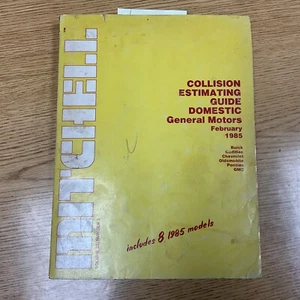 MITCHELL
COLLISION
ESTIMATING
GUIDE
DOMESTIC
General Motors
February
1985
Buick
Cadillac
Chevrolet
Oldsmobile
Pontiac
GMC
includes 8 1985 models